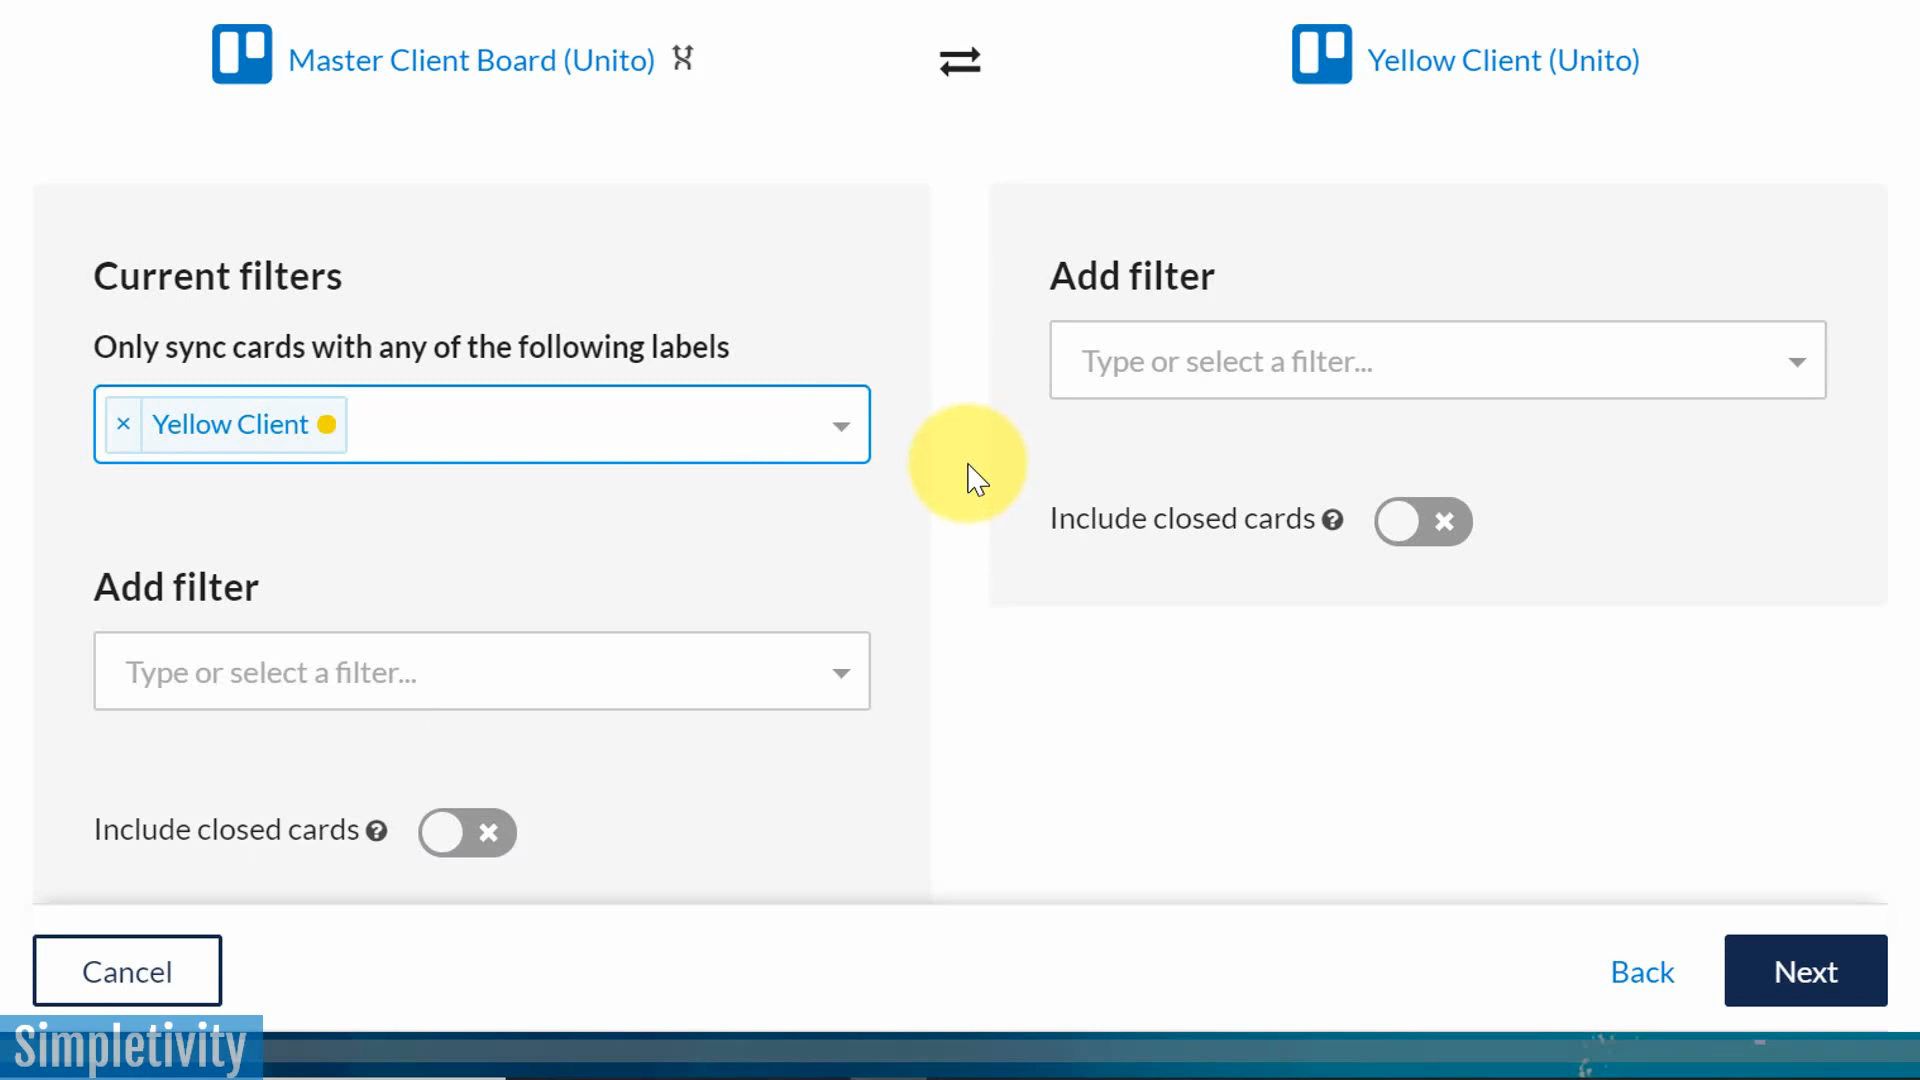 Master Client Board (Unito)
Yellow Client (Unito)
Current filters
Only sync cards with any of the following labels
× Yellow Client
Add filter
Type or select a filter...
Include closed cards
Add filter
Type or select a filter...
Include closed cards
Cancel
Back
Next
Simpletivity